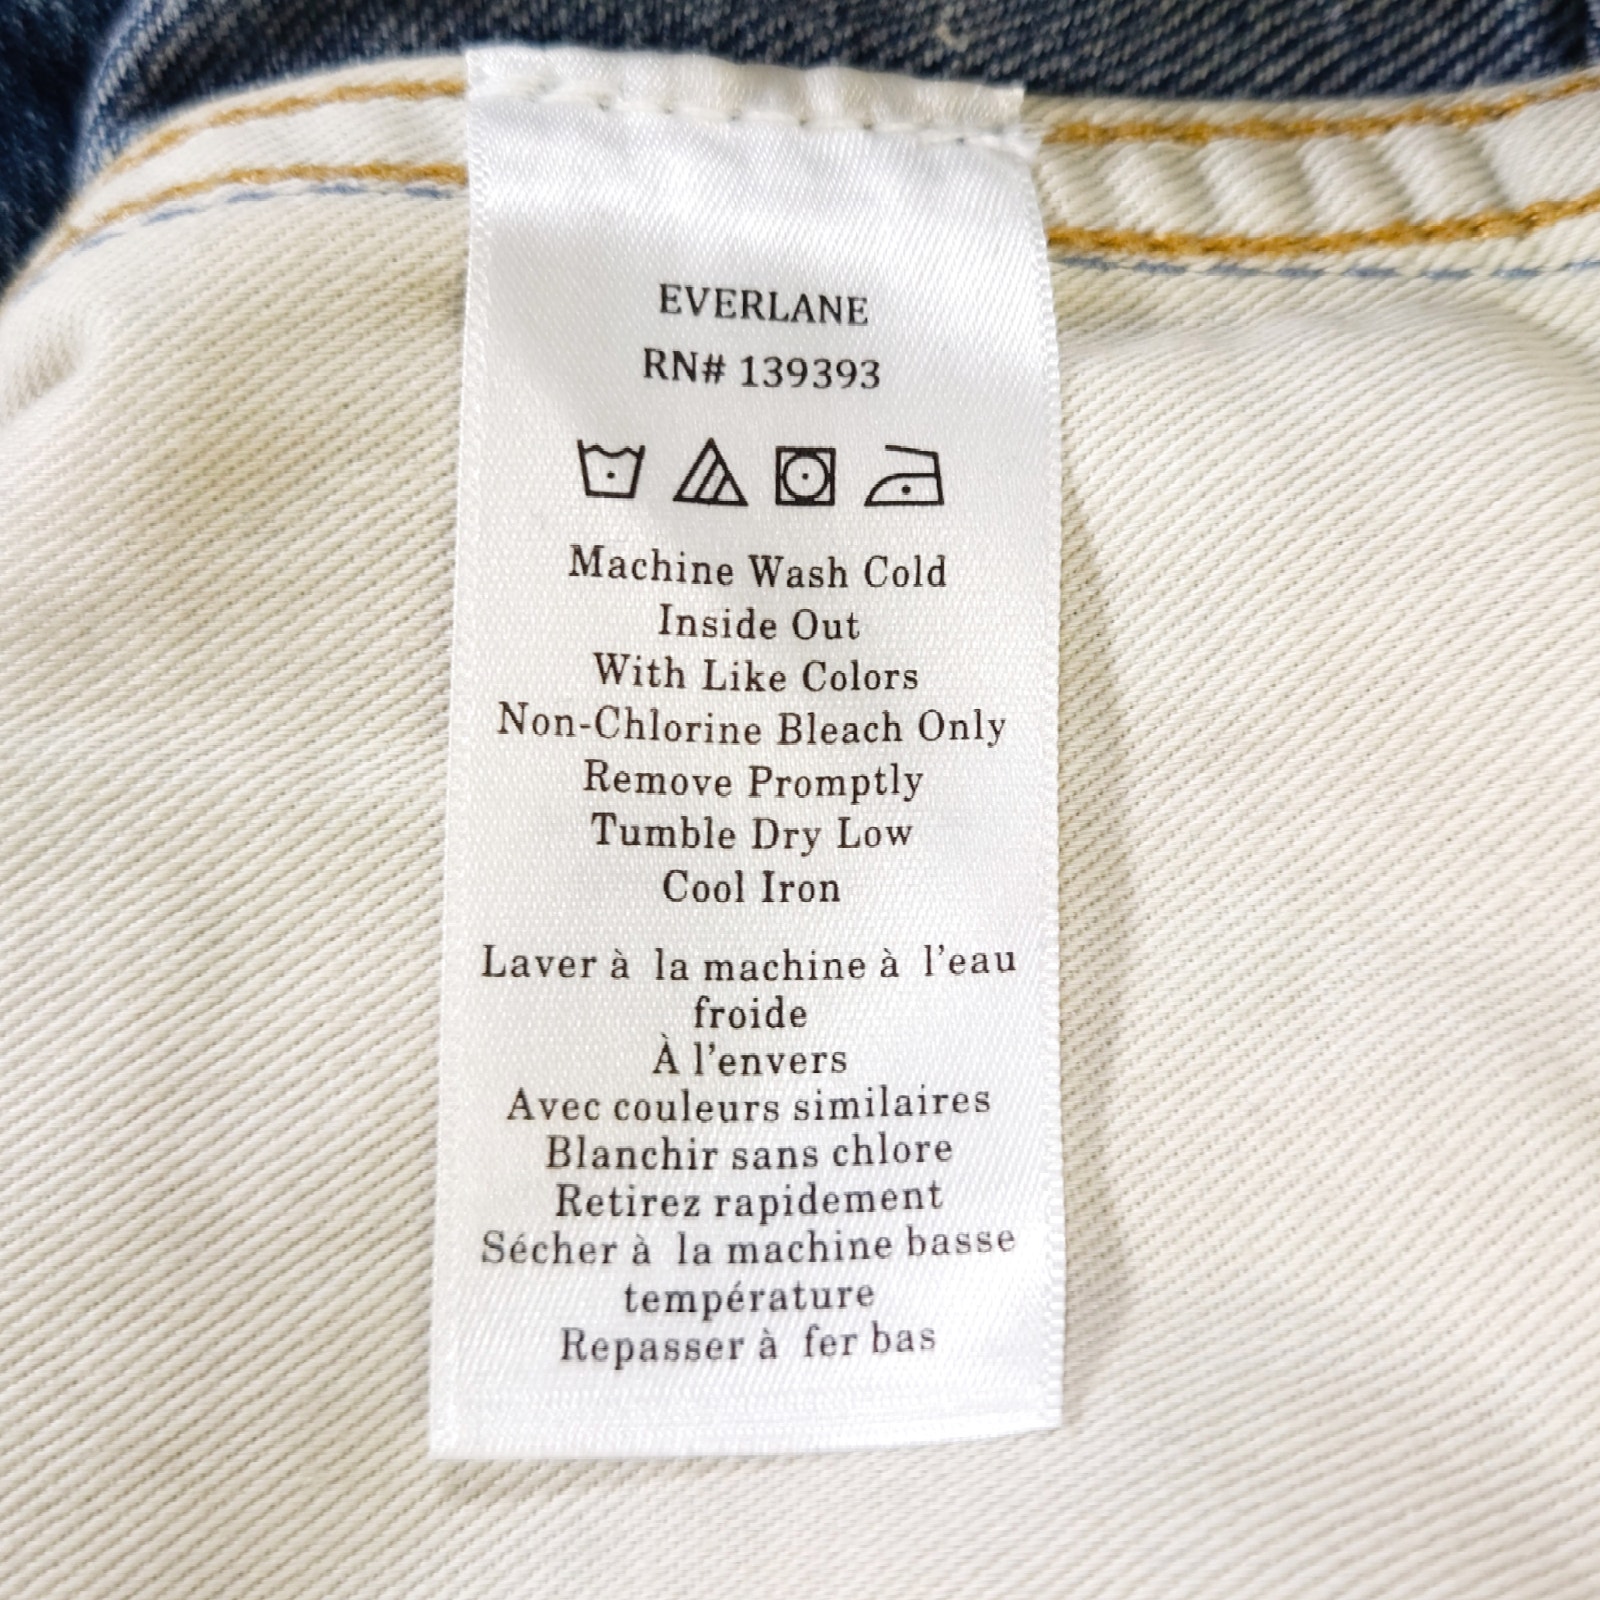 EVERLANE
RN# 139393
Machine Wash Cold
Inside Out
With Like Colors
Non-Chlorine Bleach Only
Remove Promptly
Tumble Dry Low
Cool Iron
Laver à la machine à l'eau
froide
À l'envers
Avec couleurs similaires
Blanchir sans chlore
Retirez rapidement
Sécher à la machine basse
température
Repasser à fer bas